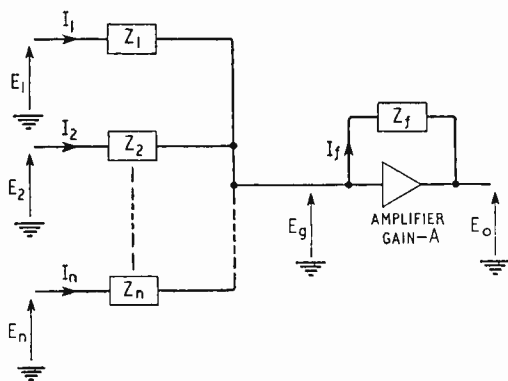 I1
Z1
E1
I2
Z2
E2
In
Zn
En
Eg
If
Zf
AMPLIFIER
GAIN-A
Eo